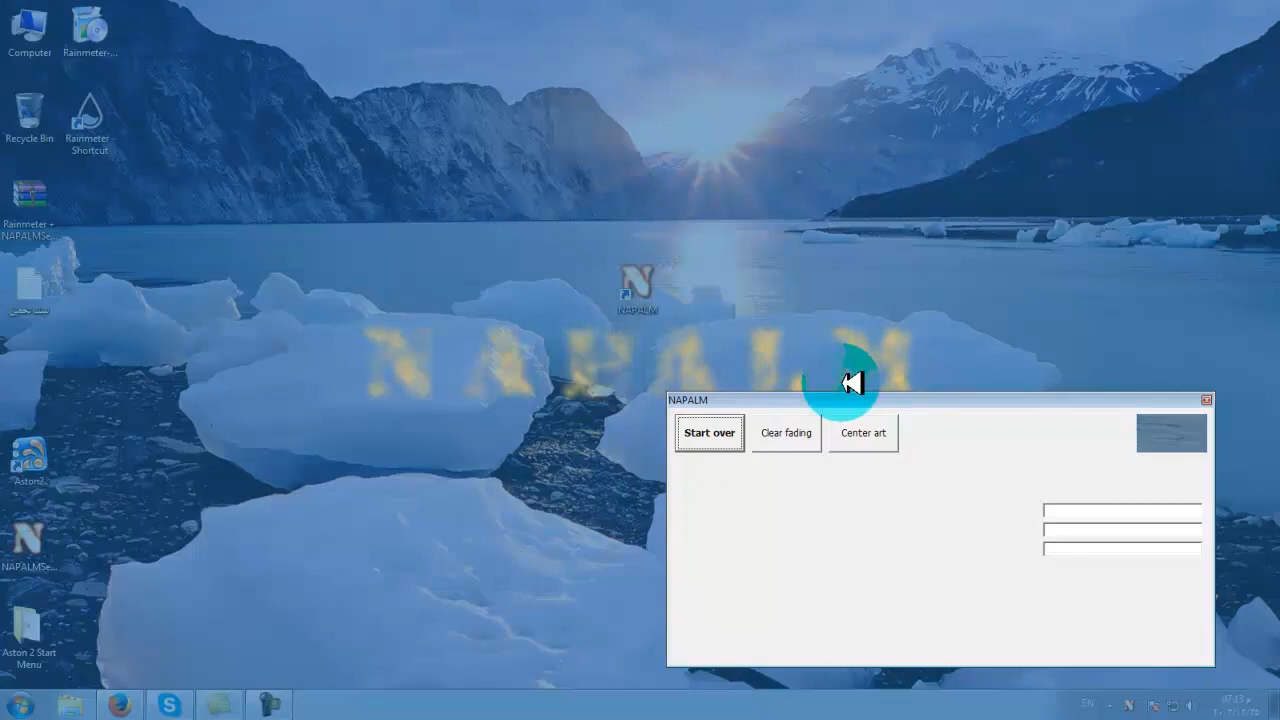 Computer
Rainmeter-...
Recycle Bin
Rainmeter
Shortcut
Rainmeter +
NAPALMSe...
Aston2
NAPALMSe...
Aston 2 Start
Menu
NAPALM
N A P A L M
NAPALM
Start over
Clear fading
Center art
EN